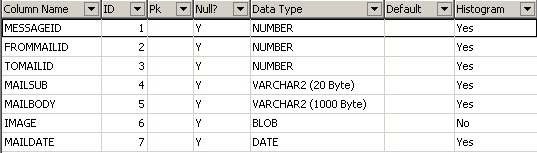 Column Name ID Pk Null? Data Type Default Histogram
MESSAGEID 1 Y NUMBER Yes
FROMMAILID 2 Y NUMBER Yes
TOMAILID 3 Y NUMBER Yes
MAILSUB 4 Y VARCHAR2 (20 Byte) Yes
MAILBODY 5 Y VARCHAR2 (1000 Byte) Yes
IMAGE 6 Y BLOB No
MAILDATE 7 Y DATE Yes